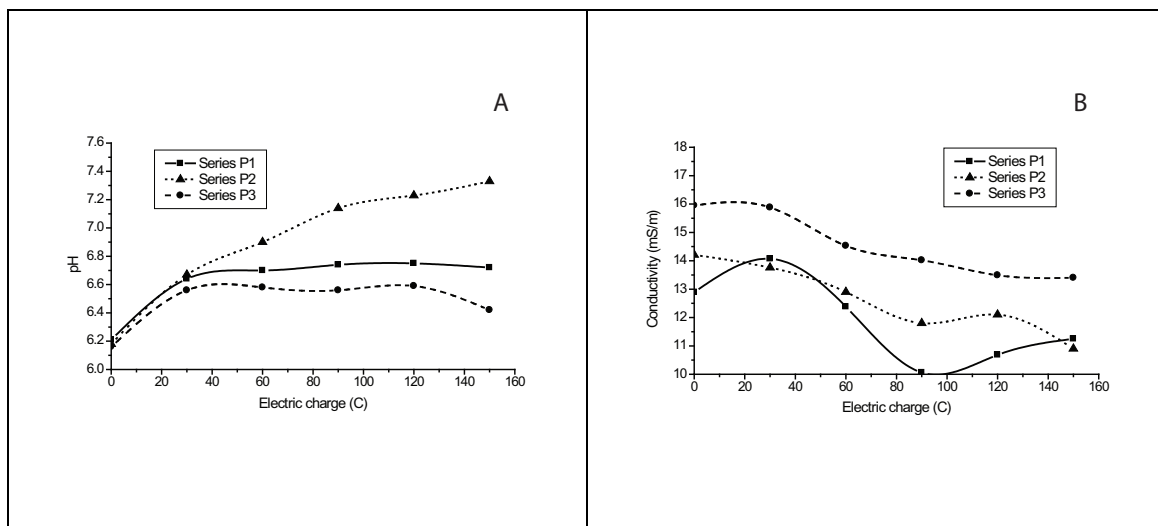 A
7.6
7.4
7.2
7.0
6.8
6.6
6.4
6.2
6.0
pH
Series P1
Series P2
Series P3
0 20 40 60 80 100 120 140 160
Electric charge (C)
B
18
17
16
15
14
13
12
11
10
Conductivity (mS/m)
Series P1
Series P2
Series P3
0 20 40 60 80 100 120 140 160
Electric charge (C)